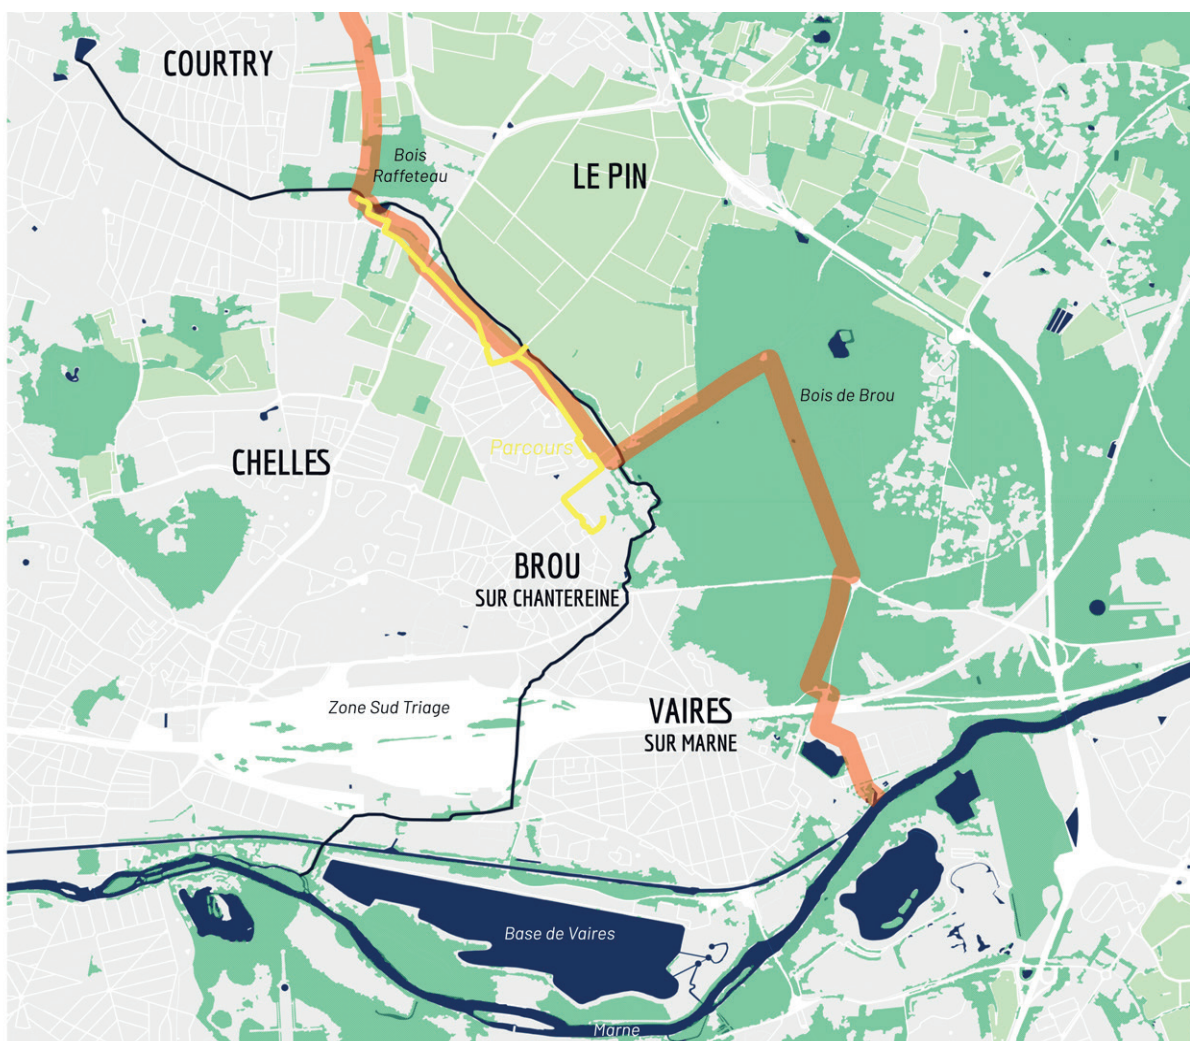 COURTRY
Bois
Raffeteau
LE PIN
Bois de Brou
Parcours
CHELLES
BROU
SUR CHANTEREINE
Zone Sud Triage
VAIRES
SUR MARNE
Base de Vaires
Marne